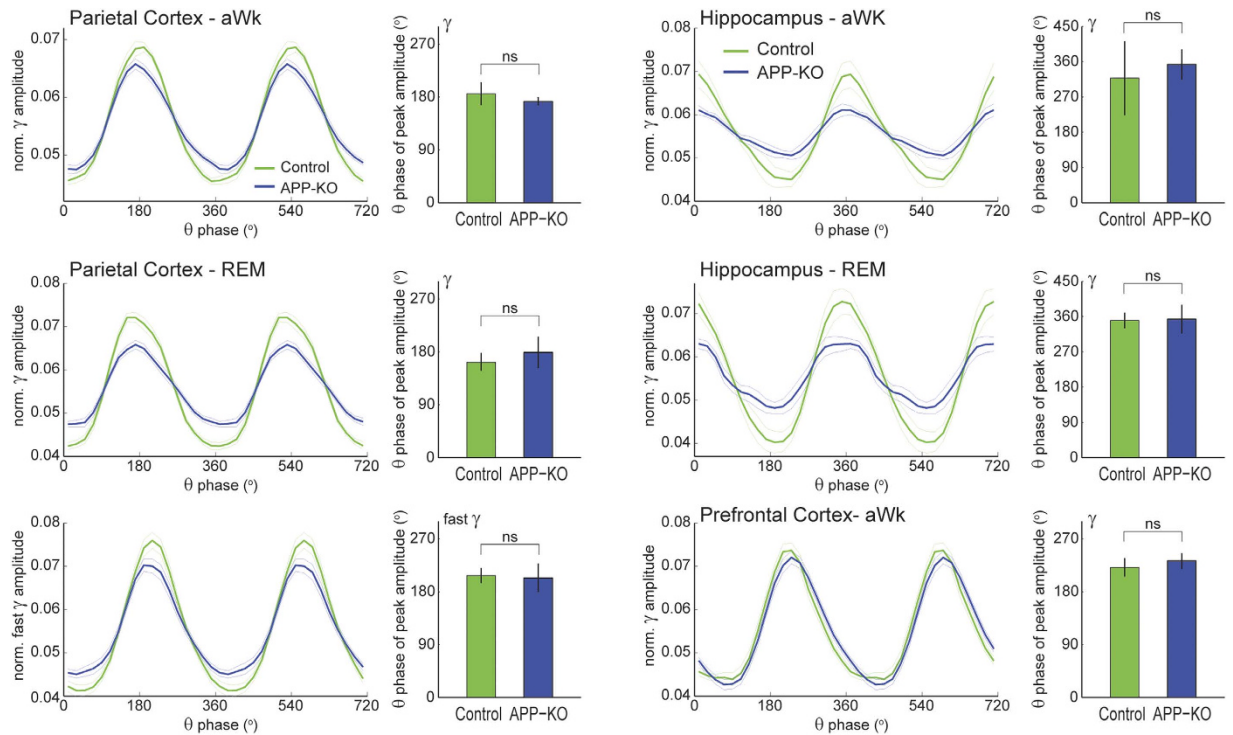 Parietal Cortex - aWk
norm. γ amplitude
0.07
0.06
0.05
Control
APP-KO
0 180 360 540 720
θ phase (°)
θ phase of peak amplitude (°)
γ
270
180
90
0
ns
Control APP-KO
Hippocampus - aWK
norm. γ amplitude
0.08
0.07
0.06
0.05
0.04
Control
APP-KO
0 180 360 540 720
θ phase (°)
θ phase of peak amplitude (°)
450
360
270
180
90
0
γ
ns
Control APP-KO
Parietal Cortex - REM
norm. γ amplitude
0.08
0.07
0.06
0.05
0.04
0 180 360 540 720
θ phase (°)
θ phase of peak amplitude (°)
γ
270
180
90
0
ns
Control APP-KO
Hippocampus - REM
norm. γ amplitude
0.08
0.07
0.06
0.05
0.04
0 180 360 540 720
θ phase (°)
θ phase of peak amplitude (°)
450
360
270
180
90
0
γ
ns
Control APP-KO
norm. fast γ amplitude
0.08
0.07
0.06
0.05
0.04
0 180 360 540 720
θ phase (°)
θ phase of peak amplitude (°)
fast γ
270
180
90
0
ns
Control APP-KO
Prefrontal Cortex- aWk
norm. γ amplitude
0.08
0.07
0.06
0.05
0.04
0 180 360 540 720
θ phase (°)
θ phase of peak amplitude (°)
γ
270
180
90
0
ns
Control APP-KO